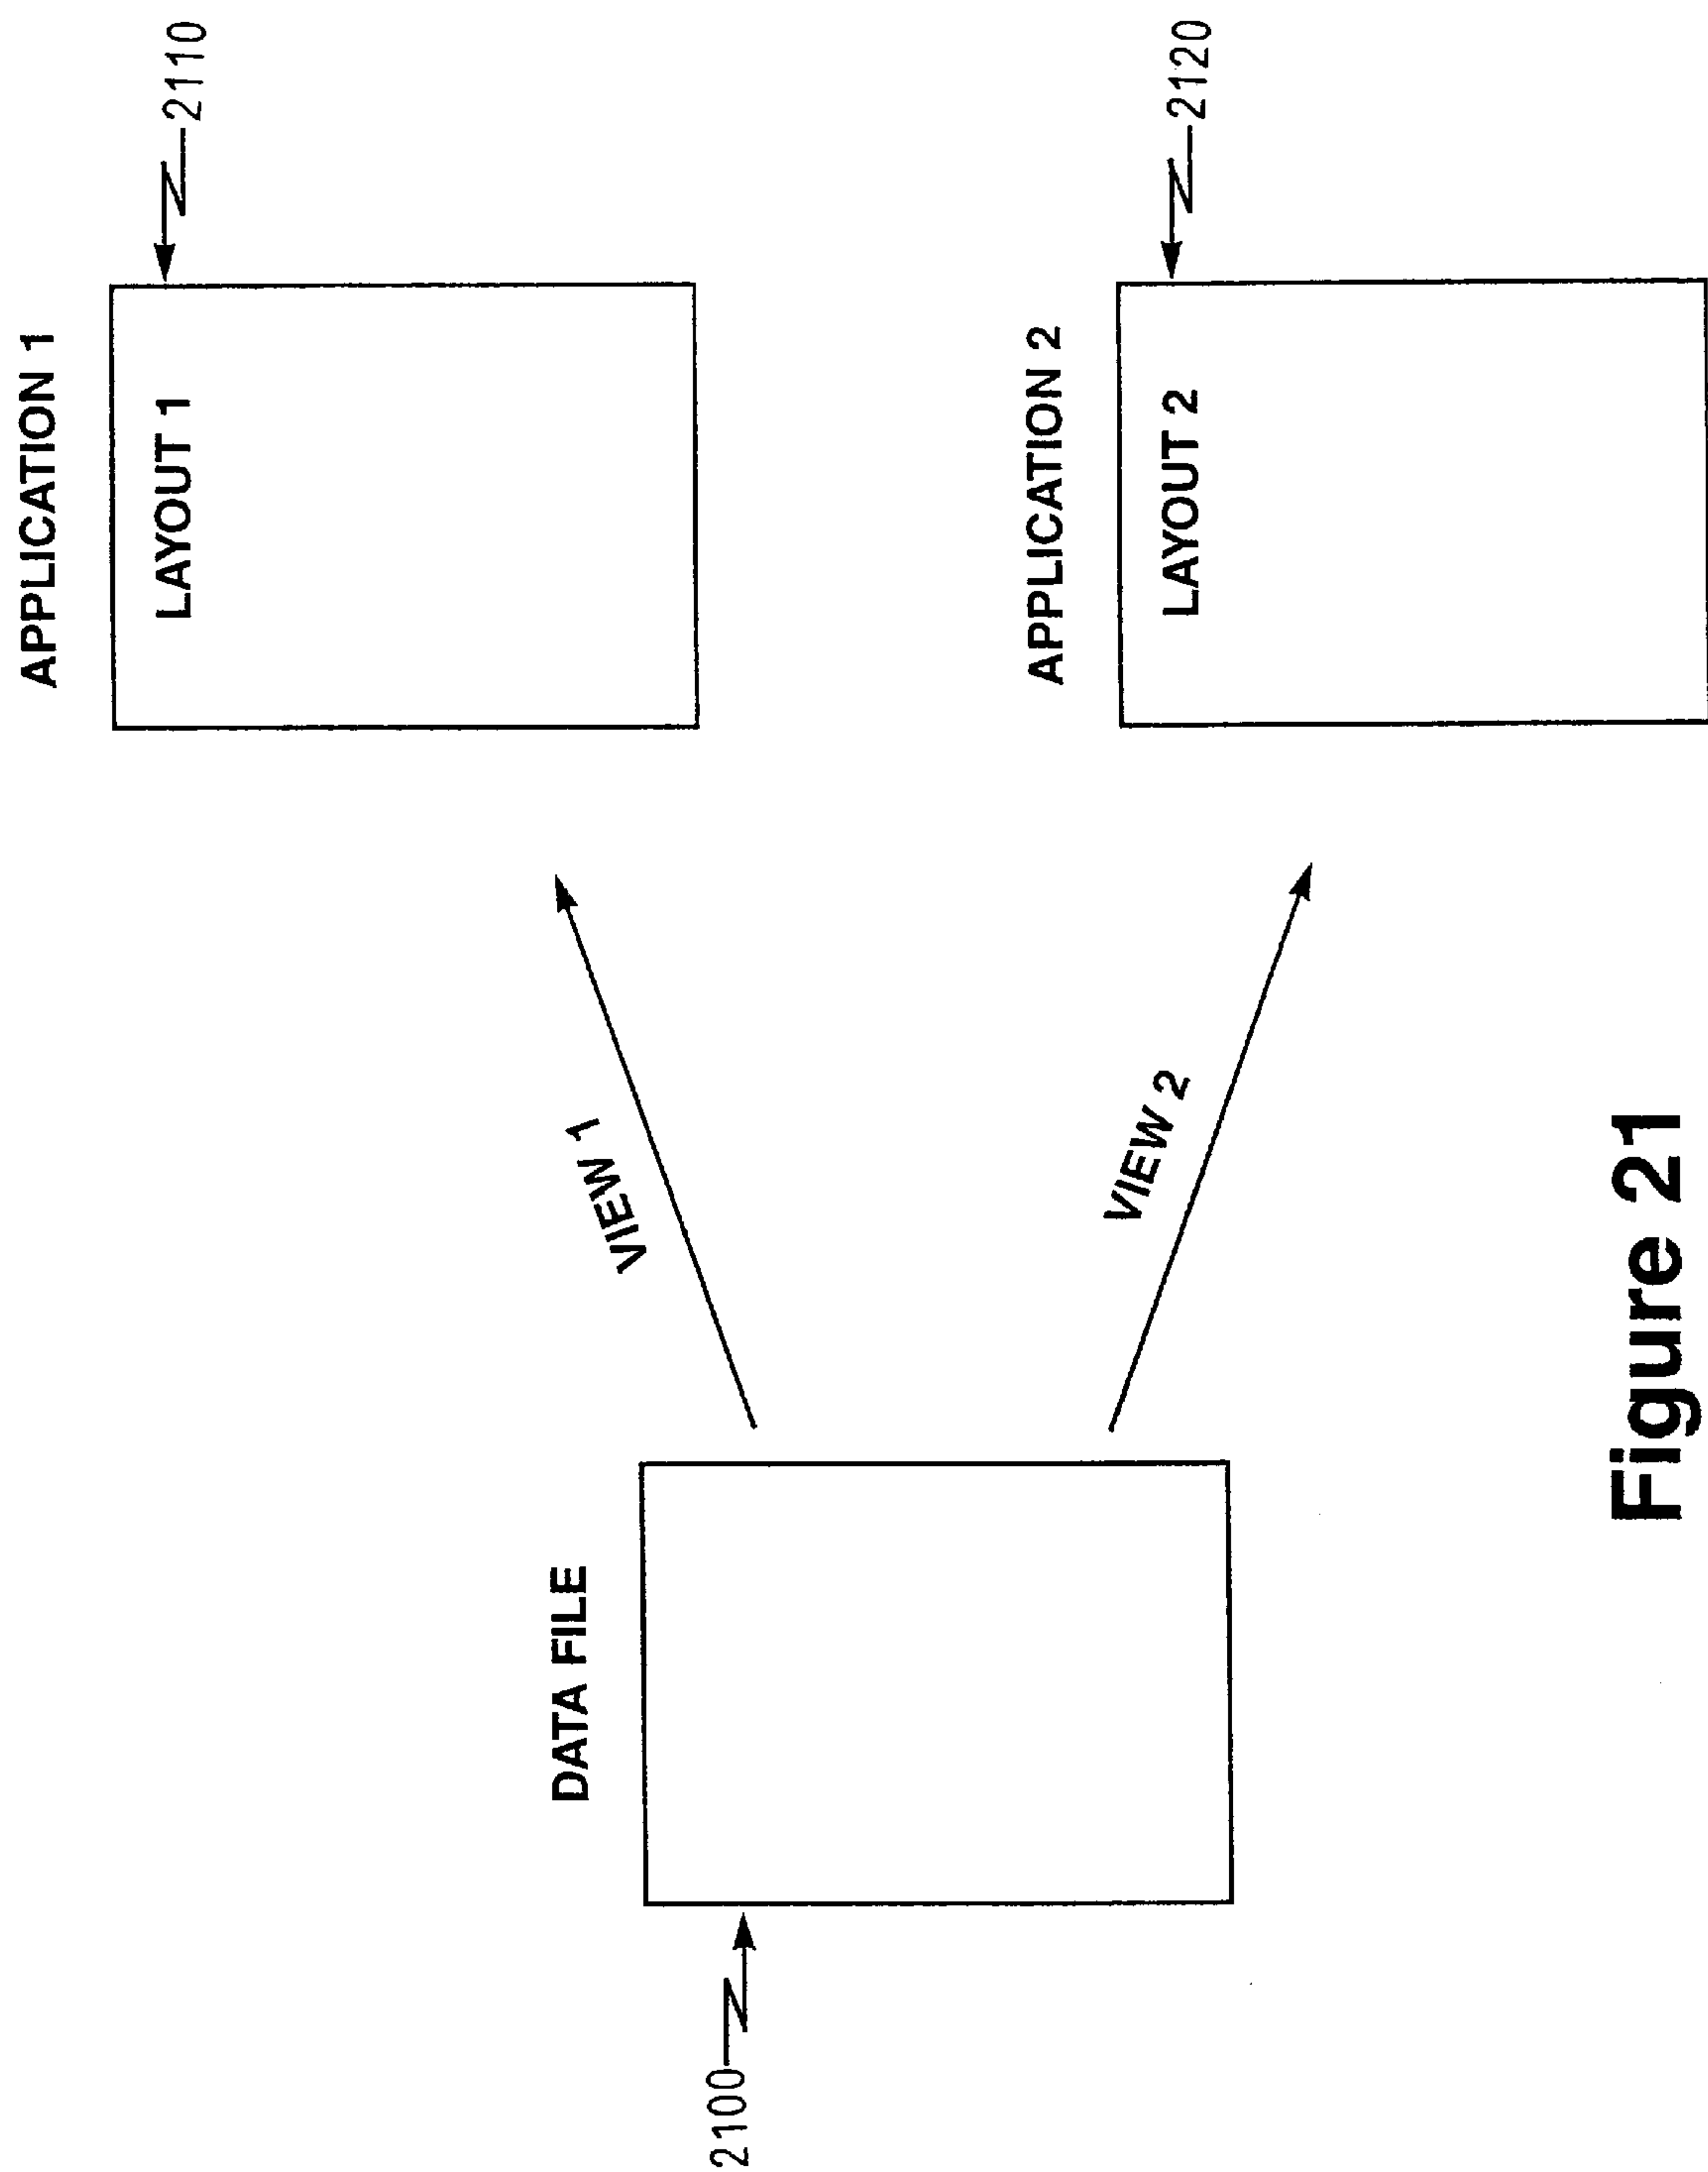 APPLICATION 1
LAYOUT 1
2110
DATA FILE
VIEW 1
2100
VIEW 2
APPLICATION 2
LAYOUT 2
2120
Figure 21